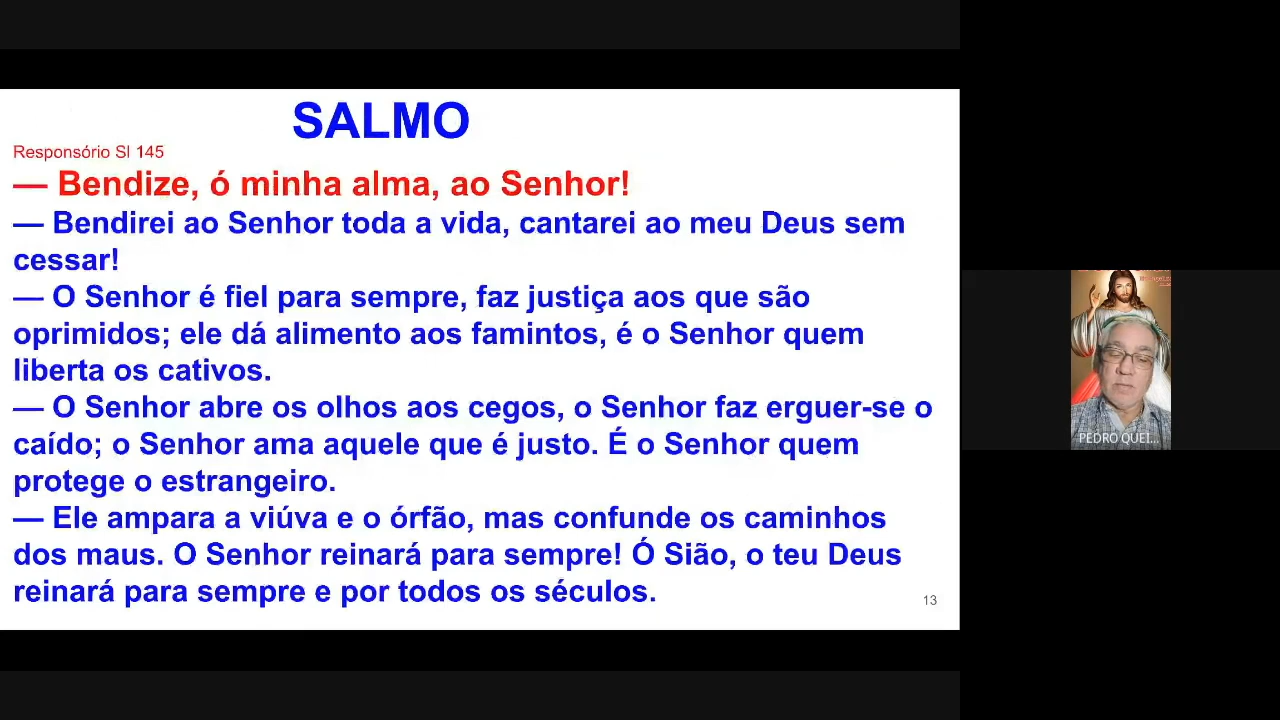 SALMO
Responsório Sl 145
— Bendize, ó minha alma, ao Senhor!
— Bendirei ao Senhor toda a vida, cantarei ao meu Deus sem
cessar!
— O Senhor é fiel para sempre, faz justiça aos que são
oprimidos; ele dá alimento aos famintos, é o Senhor quem
liberta os cativos.
— O Senhor abre os olhos aos cegos, o Senhor faz erguer-se o
caído; o Senhor ama aquele que é justo. É o Senhor quem
protege o estrangeiro.
— Ele ampara a viúva e o órfão, mas confunde os caminhos
dos maus. O Senhor reinará para sempre! Ó Sião, o teu Deus
reinará para sempre e por todos os séculos.
13
PEDRO QUEI...